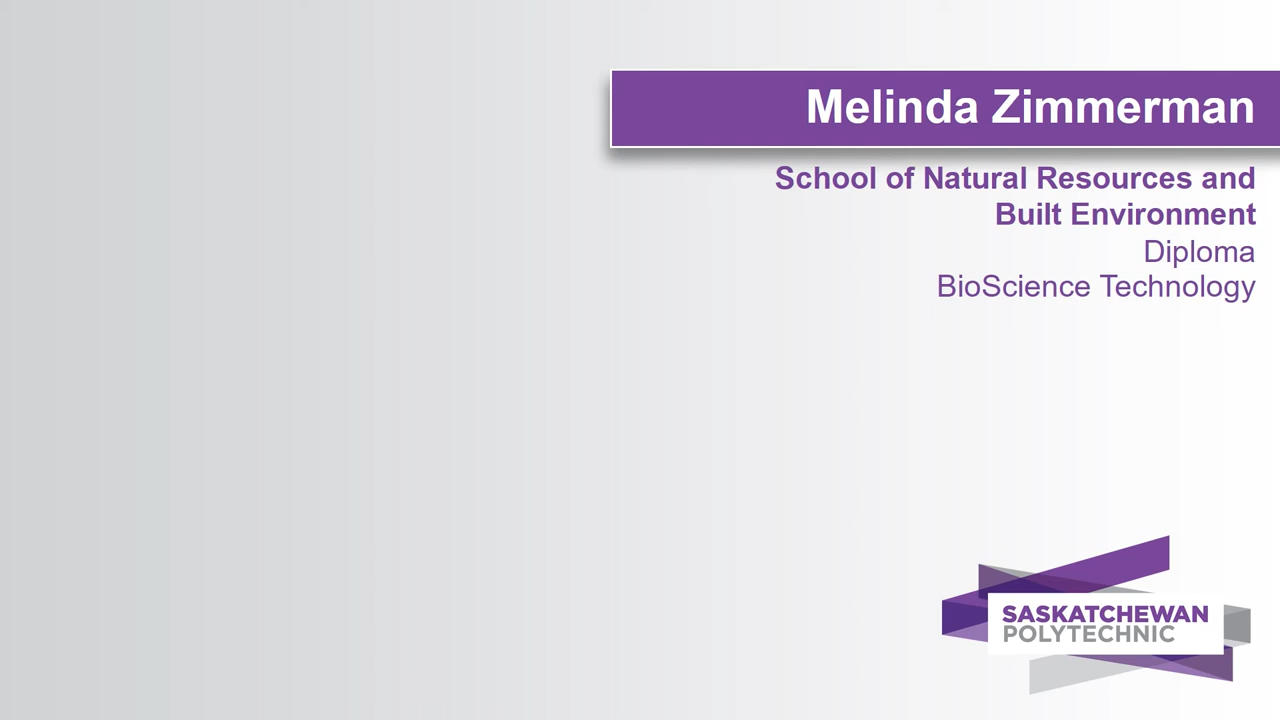 Melinda Zimmerman
School of Natural Resources and
Built Environment
Diploma
BioScience Technology
SASKATCHEWAN
POLYTECHNIC